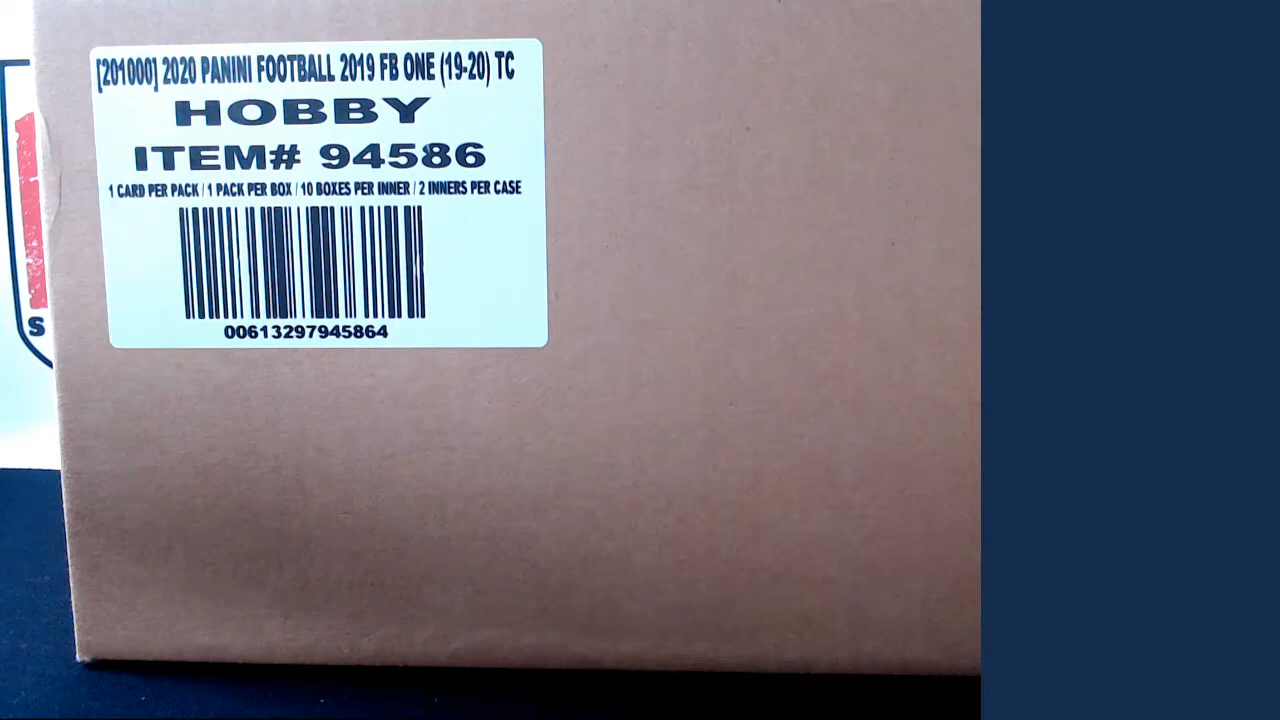 [201000] 2020 PANINI FOOTBALL 2019 FB ONE (19-20) TC
HOBBY
ITEM# 94586
1 CARD PER PACK / 1 PACK PER BOX / 10 BOXES PER INNER / 2 INNERS PER CASE
00613297945864
S